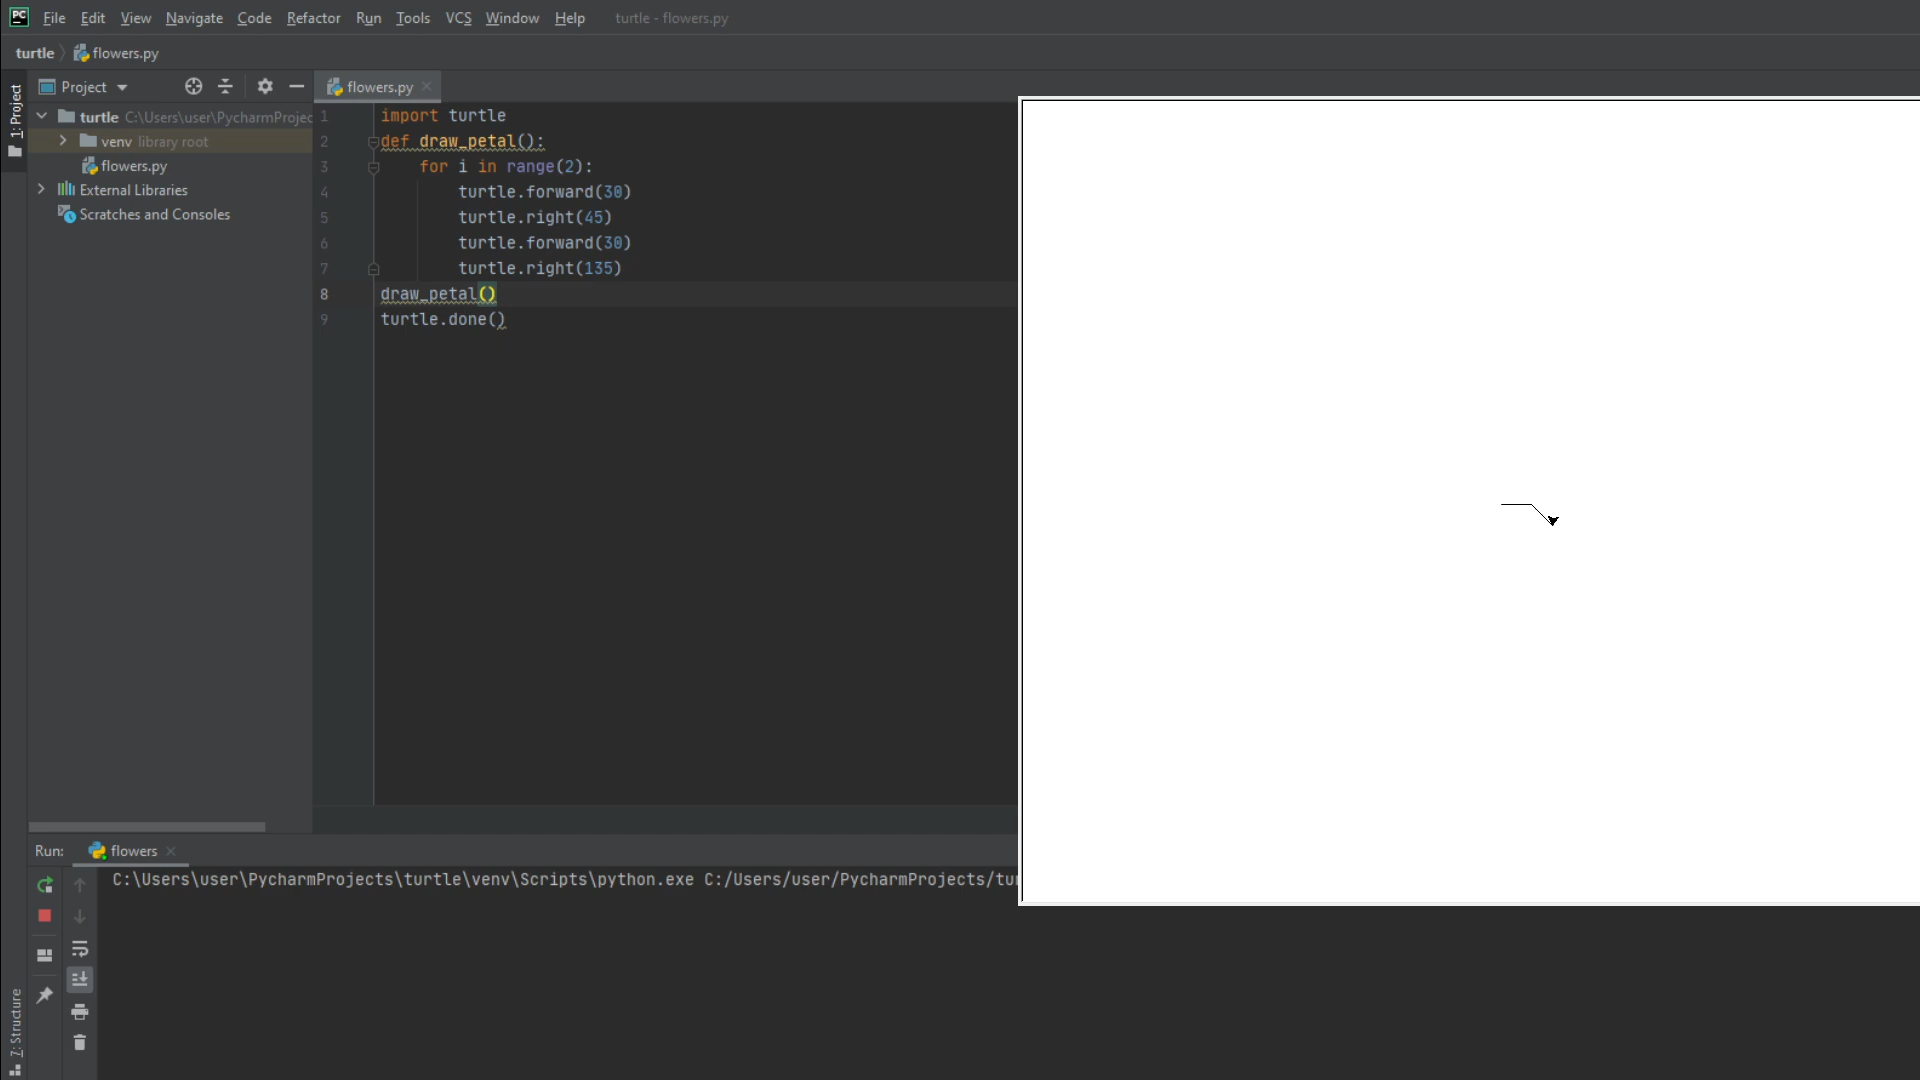 PC File Edit View Navigate Code Refactor Run Tools VCS Window Help turtle - flowers.py
turtle flowers.py
1: Project
Project
turtle C:\Users\user\PycharmProjec
venv library root
flowers.py
External Libraries
Scratches and Consoles
flowers.py
1 import turtle
2 def draw_petal():
3 for i in range(2):
4 turtle.forward(30)
5 turtle.right(45)
6 turtle.forward(30)
7 turtle.right(135)
8 draw_petal()
9 turtle.done()
Run: flowers
C:\Users\user\PycharmProjects\turtle\venv\Scripts\python.exe C:/Users/user/PycharmProjects/tu
7: Structure